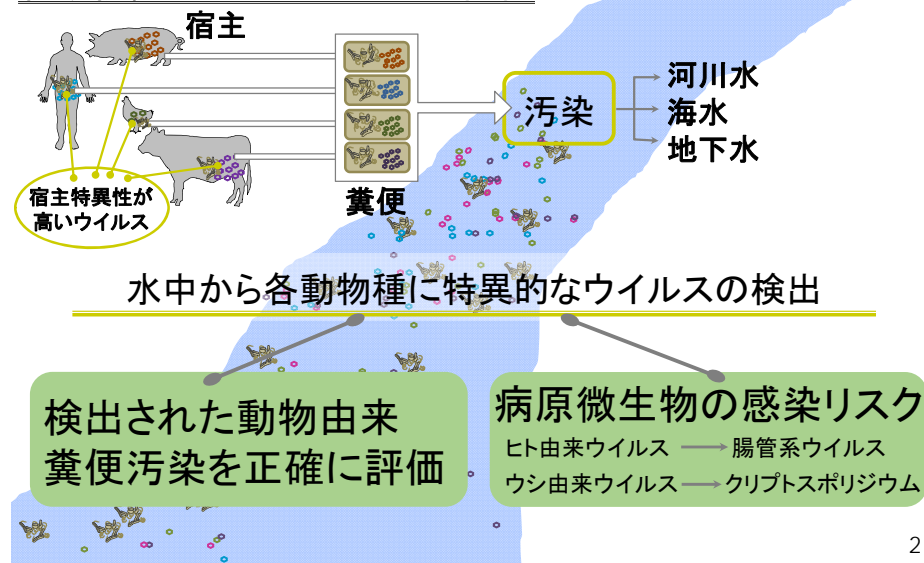 宿主
宿主特異性が
高いウイルス
糞便
汚染
河川水
海水
地下水
水中から各動物種に特異的なウイルスの検出
検出された動物由来
糞便汚染を正確に評価
病原微生物の感染リスク
ヒト由来ウイルス
腸管系ウイルス
ウシ由来ウイルス
クリプトスポリジウム
2